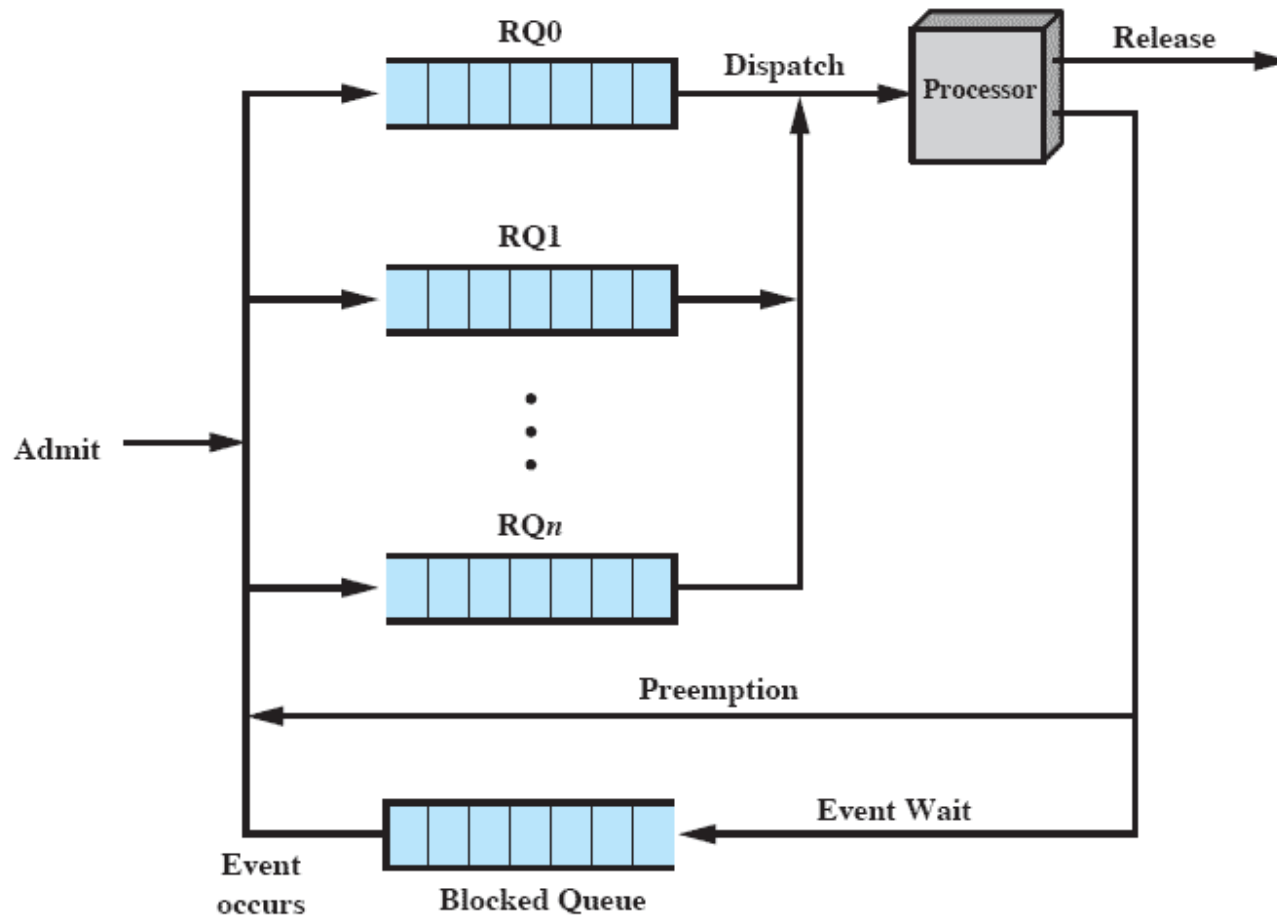 RQ0
Release
Dispatch
Processor
RQ1
Admit
RQn
Preemption
Event Wait
Event
occurs
Blocked Queue